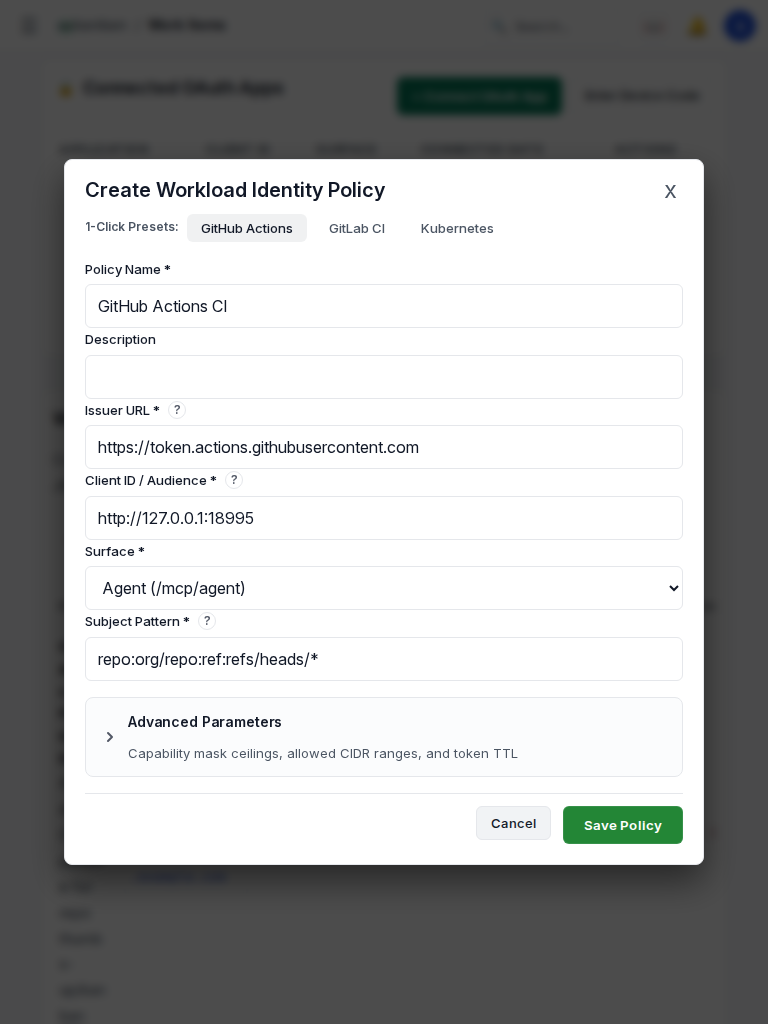 Connected OAuth Apps
Create Workload Identity Policy
X
1-Click Presets:
GitHub Actions
GitLab CI
Kubernetes
Policy Name *
GitHub Actions CI
Description
Issuer URL *
?
https://token.actions.githubusercontent.com
Client ID / Audience *
?
http://127.0.0.1:18995
Surface *
Agent (/mcp/agent)
Subject Pattern *
?
repo:org/repo:ref:refs/heads/*
Advanced Parameters
Capability mask ceilings, allowed CIDR ranges, and token TTL
Cancel
Save Policy